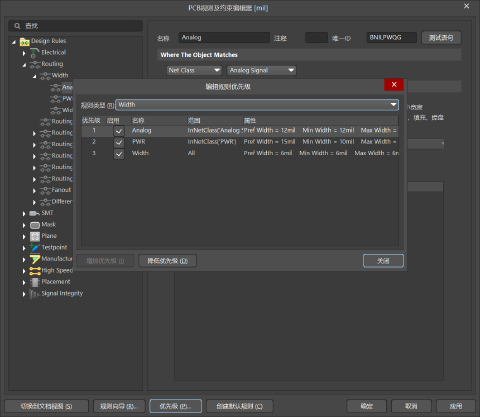 PCB规则及约束编辑器 [mil]
查找
Design Rules
Electrical
Routing
Width
Ana
PWR
Wid
Routing
Routing
Routing
Routing
Routing
Routing
Fanout
Differen
SMT
Mask
Plane
Testpoint
Manufactur
High Speed
Placement
Signal Integrity
名称 Analog 注释 唯一ID BNILPWQG 测试语句
Where The Object Matches
Net Class Analog Signal
编辑规则优先级
规则类型 (R) Width
优先级 启用 名称 范围 属性
1 Analog InNetClass('Analog S Pref Width = 12mil Min Width = 12mil Max Width =
2 PWR InNetClass('PWR') Pref Width = 15mil Min Width = 10mil Max Width =
3 Width All Pref Width = 6mil Min Width = 6mil Max Width = 6m
增加优先级 (I) 降低优先级 (D) 关闭
切换到文档视图 (S) 规则向导 (R)... 优先级 (P)... 创建默认规则 (C) 确定 取消 应用